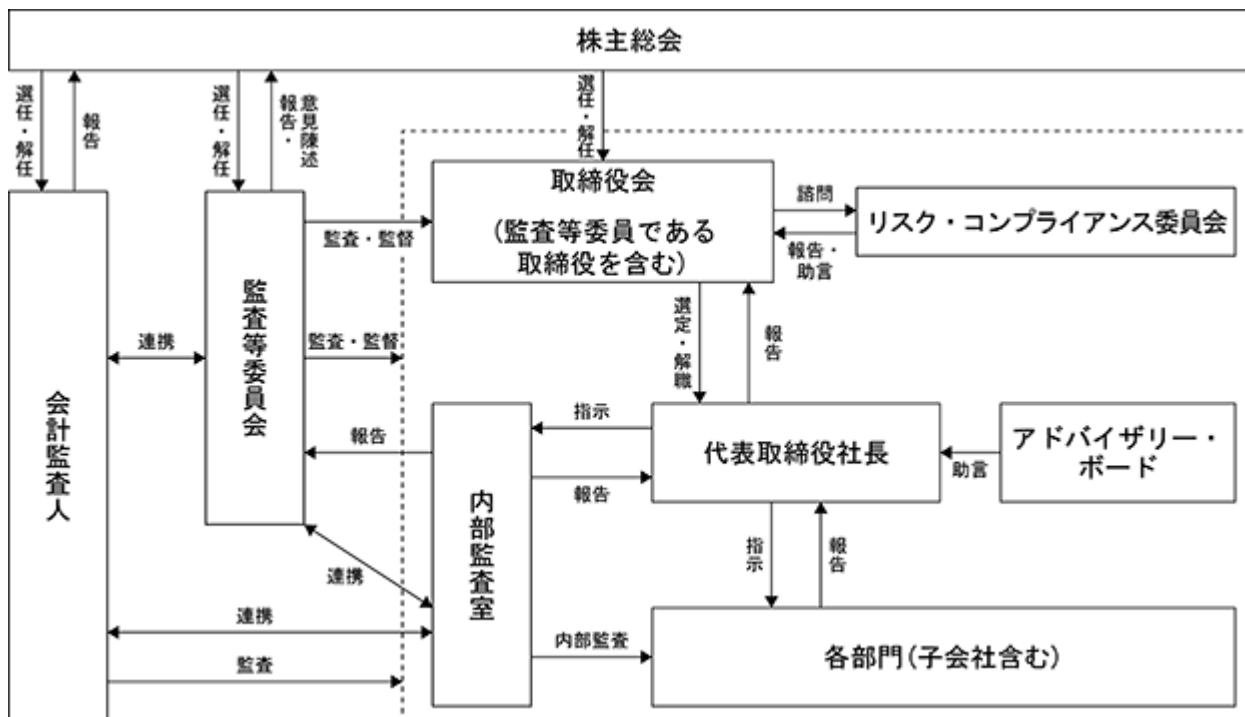 株主総会
選任・解任
報告
選任・解任
報告・
意見陳述
選任・解任
取締役会
(監査等委員である
取締役を含む)
諮問
報告・
助言
リスク・コンプライアンス委員会
監査・監督
監査等委員会
連携
監査・監督
選定・解職
報告
会計監査人
報告
指示
報告
代表取締役社長
助言
アドバイザリー・
ボード
内部監査室
連携
指示
報告
連携
内部監査
各部門(子会社含む)
監査